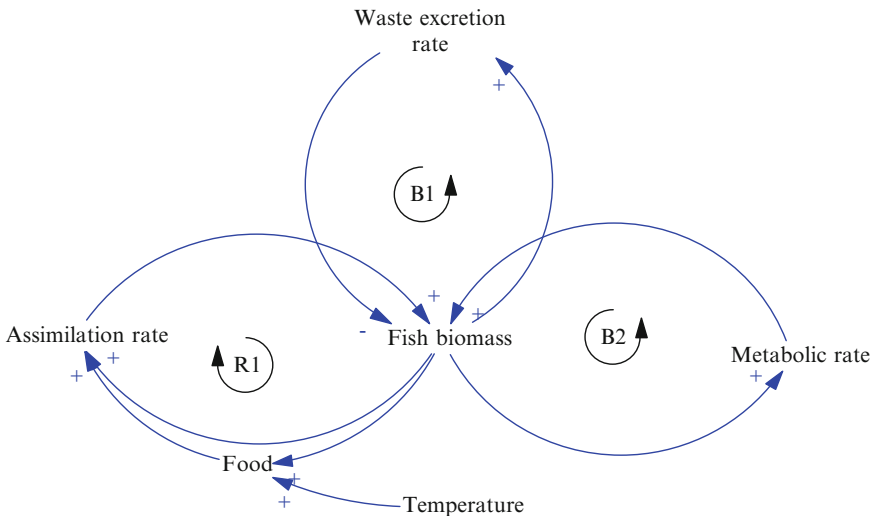 Waste excretion
rate
+
B1
+
+
Assimilation rate
-
Fish biomass
B2
+
+
R1
Metabolic rate
+
Food
+
+
Temperature